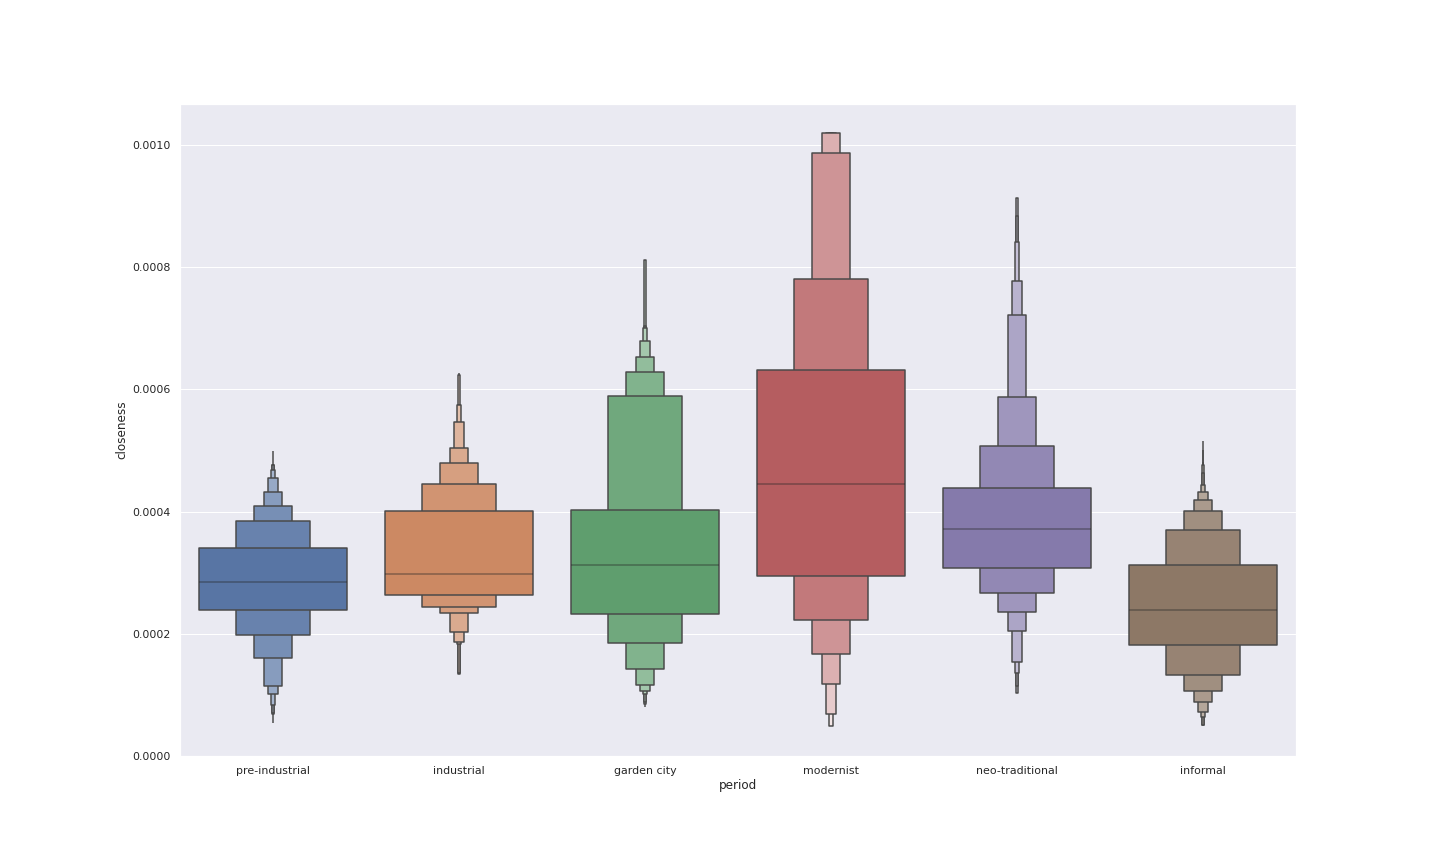 0.0010
0.0008
0.0006
0.0004
0.0002
0.0000
closeness
pre-industrial industrial garden city modernist neo-traditional informal
period